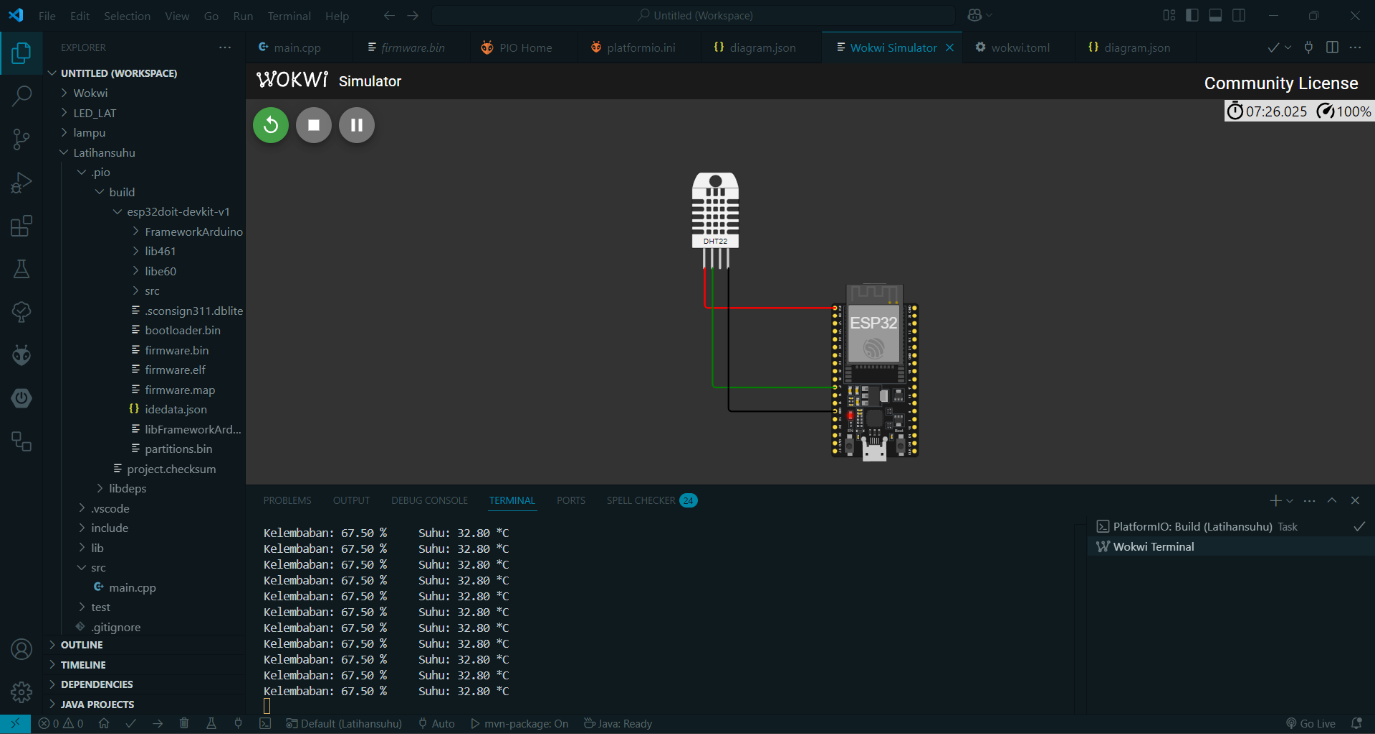 File Edit Selection View Go Run Terminal Help
Untitled (Workspace)
EXPLORER
main.cpp firmware.bin PIO Home platformio.ini diagram.json Wokwi Simulator wokwi.toml diagram.json
UNTITLED (WORKSPACE)
Wokwi
LED_LAT
lampu
Latihansuhu
.pio
build
esp32doit-devkit-v1
FrameworkArduino
lib461
libe60
src
.sconsign311.dblite
bootloader.bin
firmware.bin
firmware.elf
firmware.map
idedata.json
libFrameworkArd...
partitions.bin
project.checksum
libdeps
.vscode
include
lib
src
main.cpp
test
.gitignore
OUTLINE
TIMELINE
DEPENDENCIES
JAVA PROJECTS
WOKWI Simulator
Community License
07:26.025 100%
DHT22
ESP32
PROBLEMS OUTPUT DEBUG CONSOLE TERMINAL PORTS SPELL CHECKER 24
Kelembaban: 67.50 % Suhu: 32.80 *C
Kelembaban: 67.50 % Suhu: 32.80 *C
Kelembaban: 67.50 % Suhu: 32.80 *C
Kelembaban: 67.50 % Suhu: 32.80 *C
Kelembaban: 67.50 % Suhu: 32.80 *C
Kelembaban: 67.50 % Suhu: 32.80 *C
Kelembaban: 67.50 % Suhu: 32.80 *C
Kelembaban: 67.50 % Suhu: 32.80 *C
Kelembaban: 67.50 % Suhu: 32.80 *C
Kelembaban: 67.50 % Suhu: 32.80 *C
Kelembaban: 67.50 % Suhu: 32.80 *C
PlatformIO: Build (Latihansuhu) Task
Wokwi Terminal
0 0 Default (Latihansuhu) Auto mvn-package: On Java: Ready Go Live